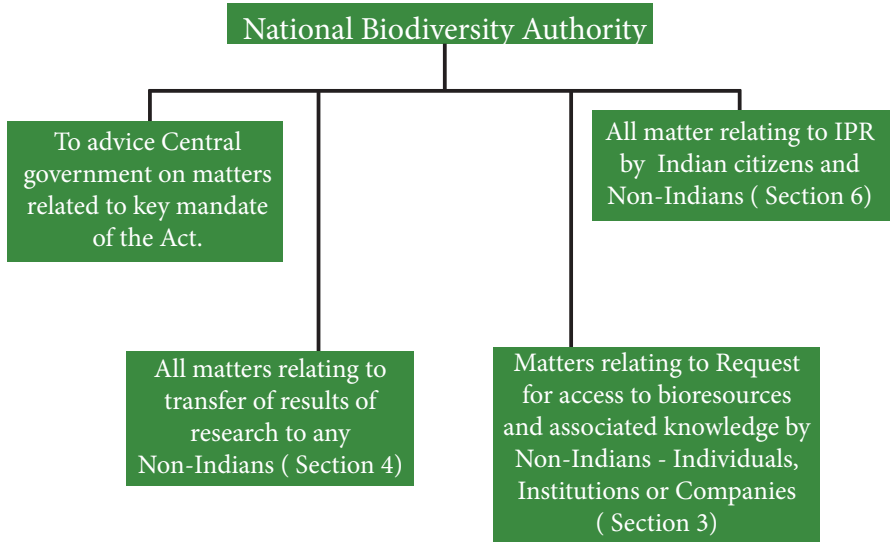 National Biodiversity Authority
To advice Central
government on matters
related to key mandate
of the Act.
All matter relating to IPR
by Indian citizens and
Non-Indians ( Section 6)
All matters relating to
transfer of results of
research to any
Non-Indians ( Section 4)
Matters relating to Request
for access to bioresources
and associated knowledge by
Non-Indians - Individuals,
Institutions or Companies
( Section 3)